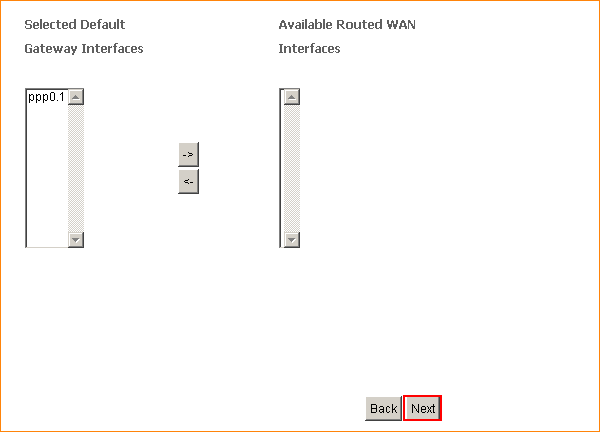 Selected Default
Gateway Interfaces
Available Routed WAN
Interfaces
ppp0.1
->
<-
Back
Next